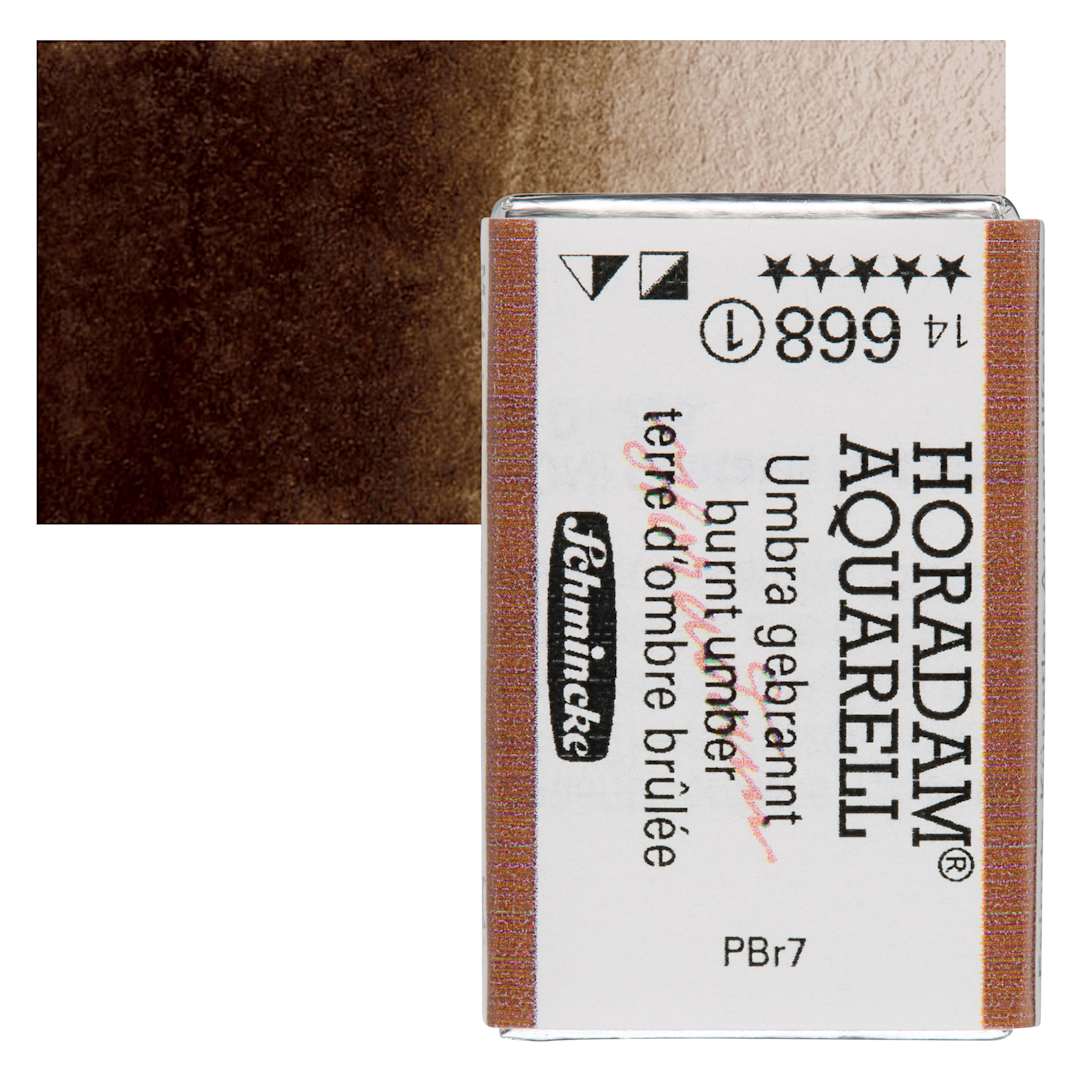 14 668 1
HORADAM®
AQUARELL
Umbra gebrannt
burnt umber
terre d'ombre brûlée
Schmincke
PBr7